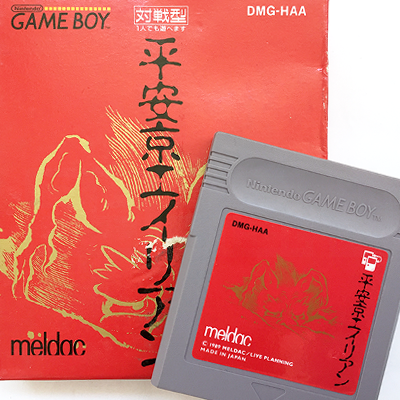 Nintendo
GAME BOY
対戦型
1人でも遊べます
DMG-HAA
平安京エイリアン
meldac
Nintendo GAME BOY
DMG-HAA
平安京エイリアン
meldac
© 1989 MELDAC/LIVE PLANNING
MADE IN JAPAN